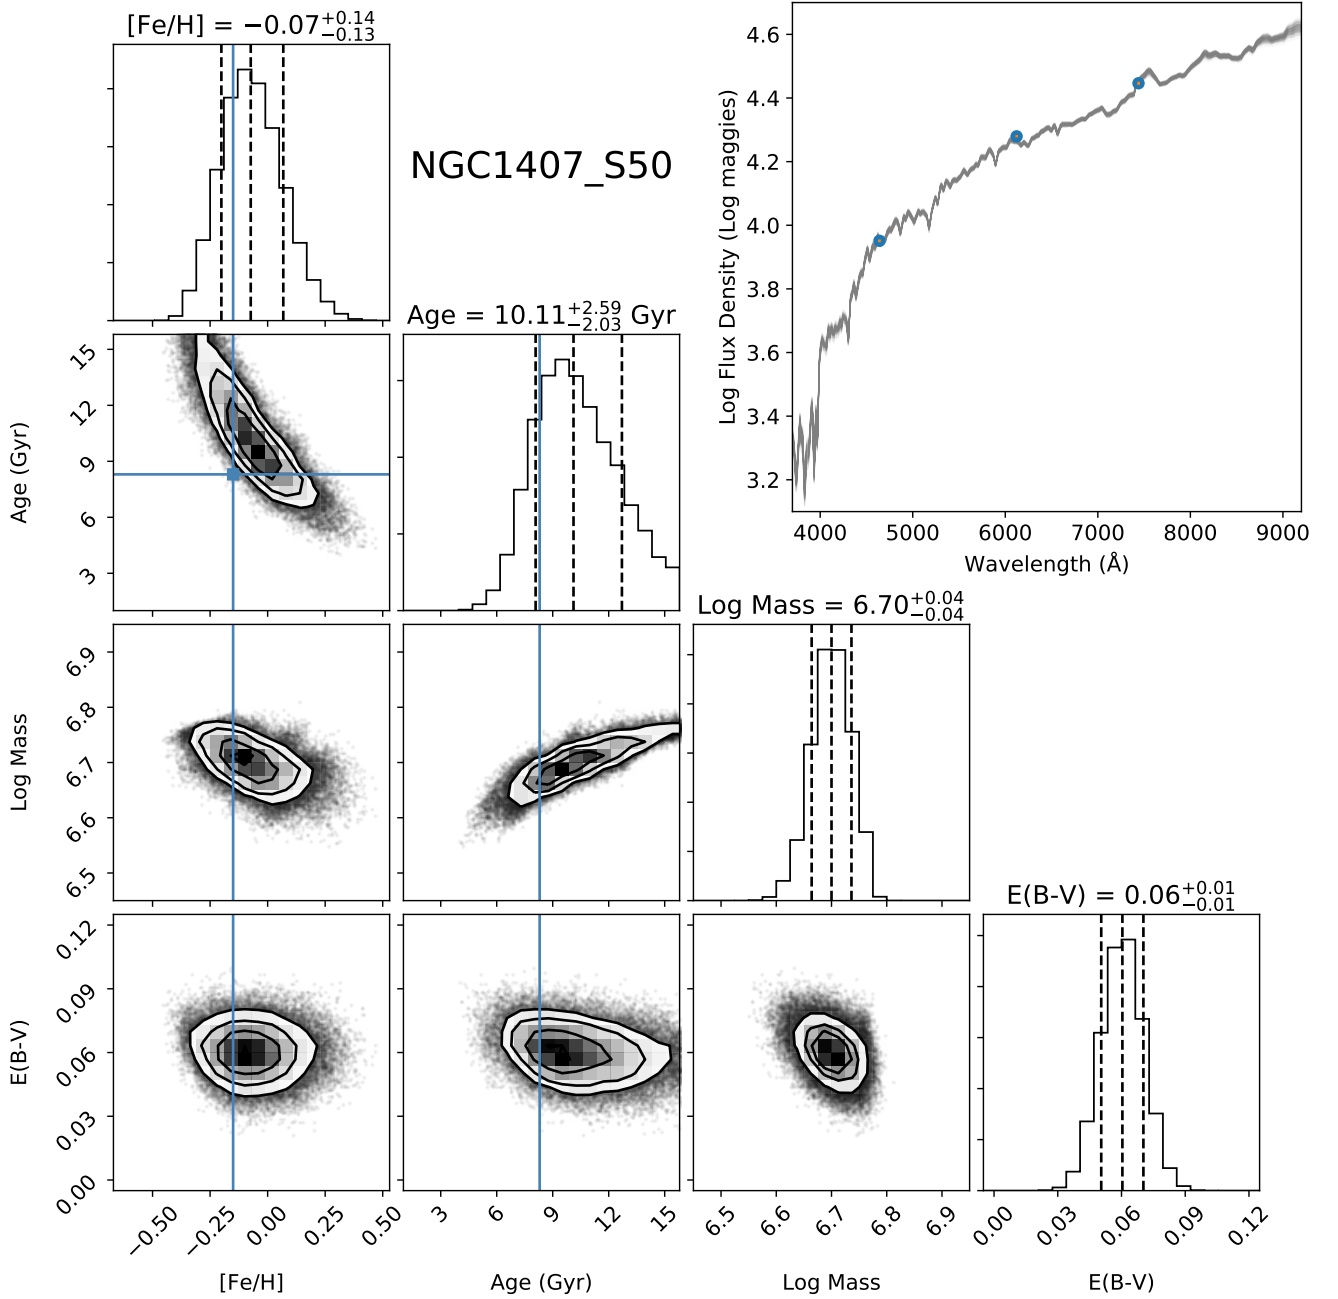 [Fe/H] = −0.07+0.14 −0.13
NGC1407_S50
4.6
4.4
4.2
4.0
3.8
3.6
3.4
3.2
Log Flux Density (Log maggies)
4000 5000 6000 7000 8000 9000
Wavelength (Å)
Age = 10.11+2.59 −2.03 Gyr
15
12
9
6
3
Age (Gyr)
Log Mass = 6.70+0.04 −0.04
6.9
6.8
6.7
6.6
6.5
Log Mass
E(B-V) = 0.06+0.01 −0.01
0.12
0.09
0.06
0.03
0.00
E(B-V)
−0.50 −0.25 0.00 0.25 0.50
3 6 9 12 15
6.5 6.6 6.7 6.8 6.9
0.00 0.03 0.06 0.09 0.12
[Fe/H]
Age (Gyr)
Log Mass
E(B-V)